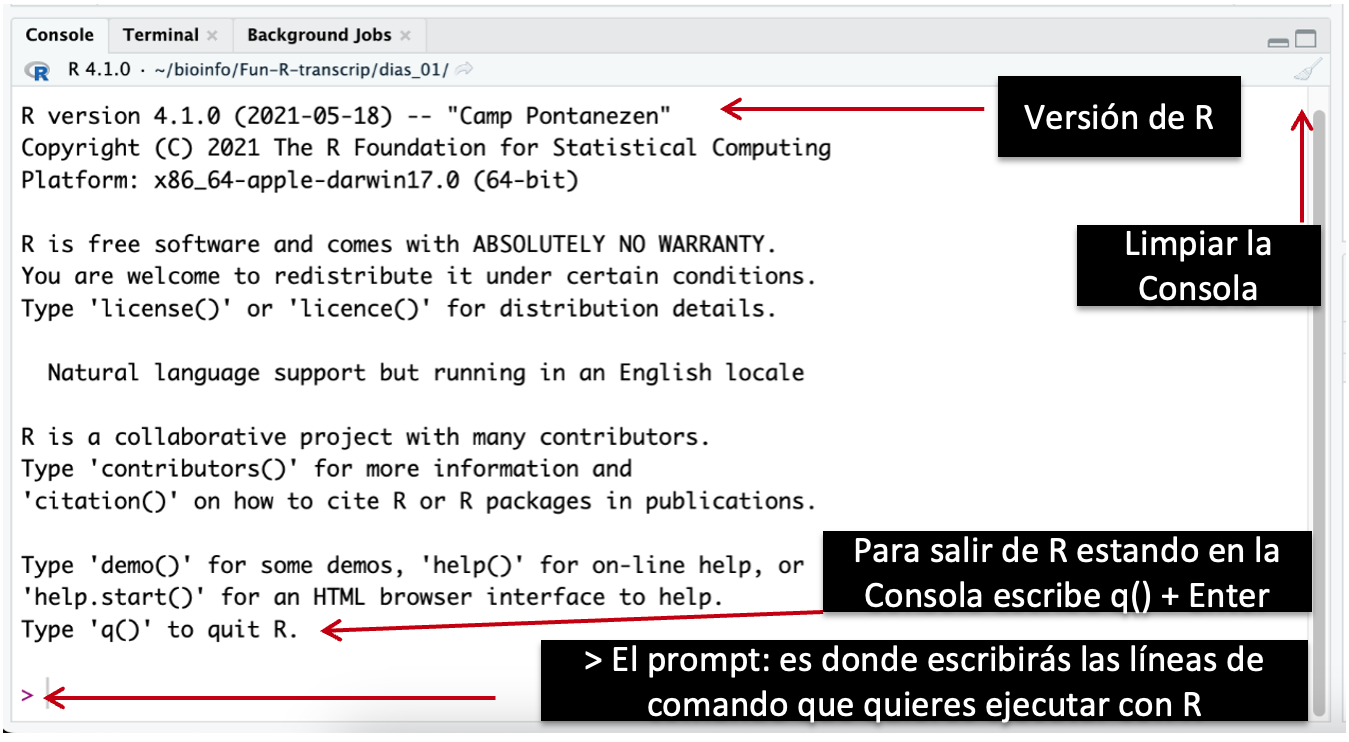 Console Terminal × Background Jobs ×
R R 4.1.0 · ~/bioinfo/Fun-R-transcrip/dias_01/
R version 4.1.0 (2021-05-18) -- "Camp Pontanezen"
Versión de R
Copyright (C) 2021 The R Foundation for Statistical Computing
Platform: x86_64-apple-darwin17.0 (64-bit)
Limpiar la
Consola
R is free software and comes with ABSOLUTELY NO WARRANTY.
You are welcome to redistribute it under certain conditions.
Type 'license()' or 'licence()' for distribution details.
Natural language support but running in an English locale
R is a collaborative project with many contributors.
Type 'contributors()' for more information and
'citation()' on how to cite R or R packages in publications.
Type 'demo()' for some demos, 'help()' for on-line help, or
'help.start()' for an HTML browser interface to help.
Type 'q()' to quit R.
Para salir de R estando en la
Consola escribe q() + Enter
>
> El prompt: es donde escribirás las líneas de
comando que quieres ejecutar con R